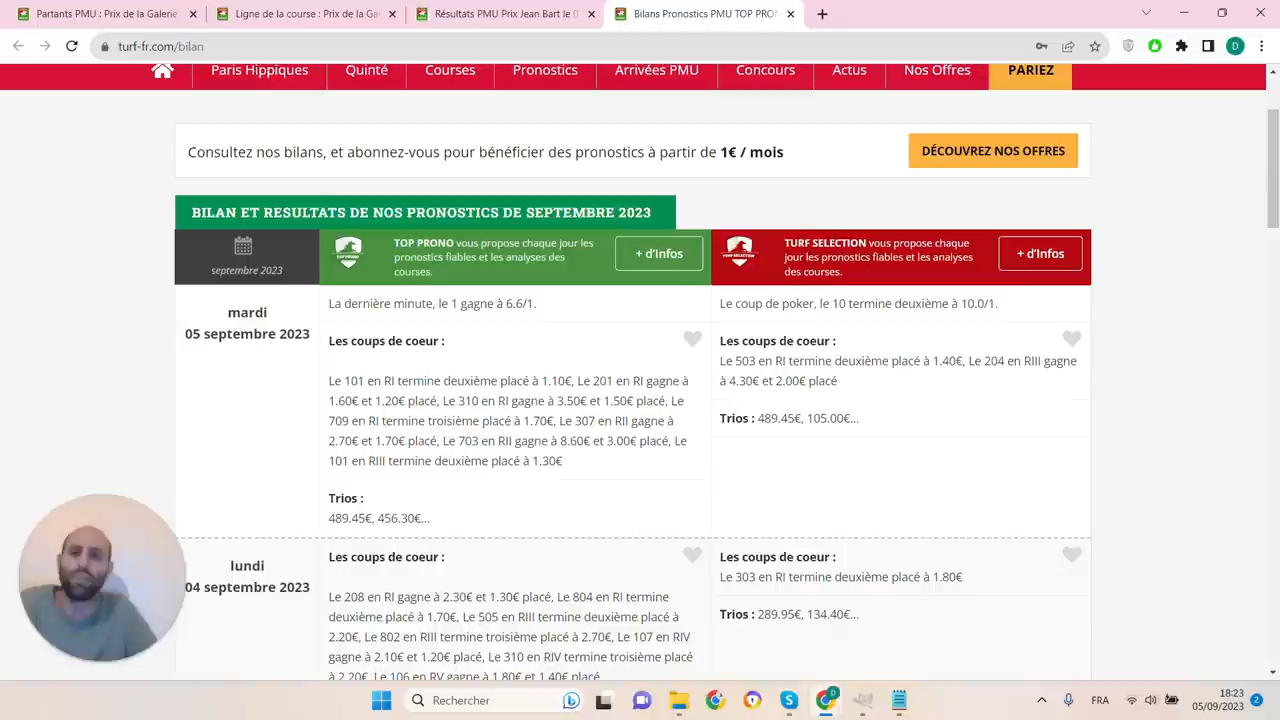 Partants PMU : Prix de la Galerie
Ligne de la course : Prix de la Ga
Résultats PMU Prix Jean Bart le 0
Bilans Pronostics PMU TOP PRON
turf-fr.com/bilan
D
Paris Hippiques
Quinté
Courses
Pronostics
Arrivées PMU
Concours
Actus
Nos Offres
PARIEZ
Consultez nos bilans, et abonnez-vous pour bénéficier des pronostics à partir de 1€ / mois
DÉCOUVREZ NOS OFFRES
BILAN ET RESULTATS DE NOS PRONOSTICS DE SEPTEMBRE 2023
septembre 2023
TOP PRONO
TOP PRONO vous propose chaque jour les
pronostics fiables et les analyses des
courses.
+ d'Infos
TURF SELECTION
TURF SELECTION vous propose chaque
jour les pronostics fiables et les analyses
des courses.
+ d'Infos
mardi
05 septembre 2023
La dernière minute, le 1 gagne à 6.6/1.
Les coups de coeur :
Le 101 en RI termine deuxième placé à 1.10€, Le 201 en RI gagne à
1.60€ et 1.20€ placé, Le 310 en RI gagne à 3.50€ et 1.50€ placé, Le
709 en RI termine troisième placé à 1.70€, Le 307 en RII gagne à
2.70€ et 1.70€ placé, Le 703 en RII gagne à 8.60€ et 3.00€ placé, Le
101 en RIII termine deuxième placé à 1.30€
Trios :
489.45€, 456.30€...
Le coup de poker, le 10 termine deuxième à 10.0/1.
Les coups de coeur :
Le 503 en RI termine deuxième placé à 1.40€, Le 204 en RIII gagne
à 4.30€ et 2.00€ placé
Trios : 489.45€, 105.00€...
lundi
04 septembre 2023
Les coups de coeur :
Le 208 en RI gagne à 2.30€ et 1.30€ placé, Le 804 en RI termine
deuxième placé à 1.70€, Le 505 en RIII termine deuxième placé à
2.20€, Le 802 en RIII termine troisième placé à 2.70€, Le 107 en RIV
gagne à 2.10€ et 1.20€ placé, Le 310 en RIV termine troisième placé
à 2.20€, Le 106 en RV gagne à 1.80€ et 1.40€ placé
Les coups de coeur :
Le 303 en RI termine deuxième placé à 1.80€
Trios : 289.95€, 134.40€...
Rechercher
FRA
18:23
05/09/2023
2